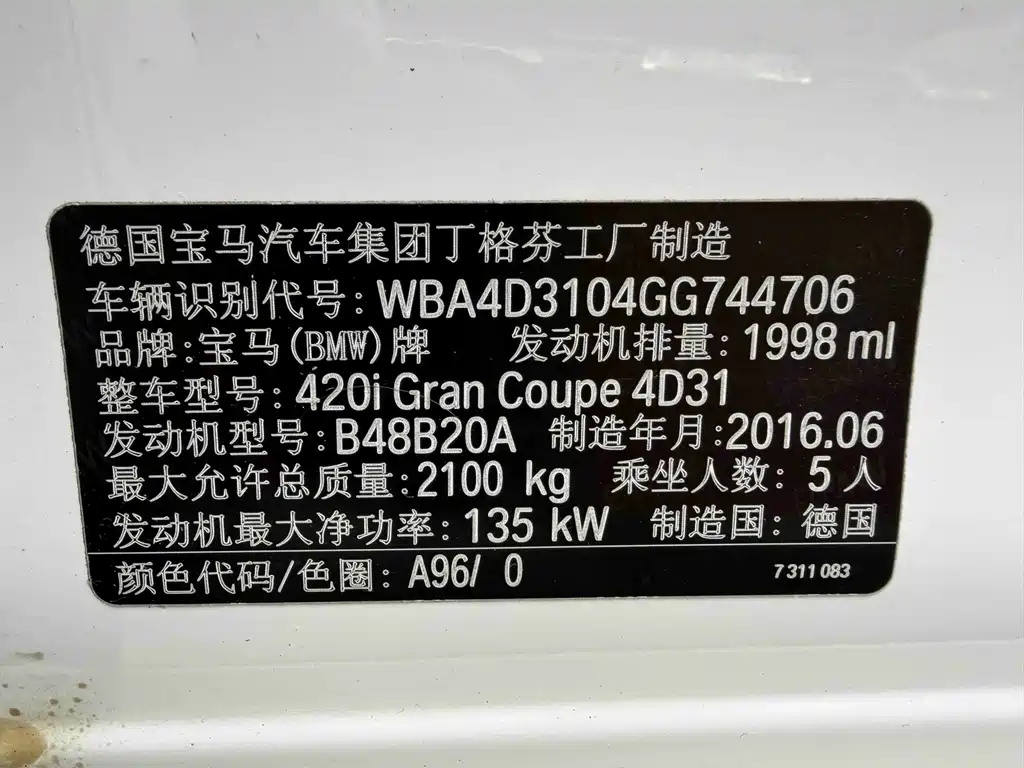 德国宝马汽车集团丁格芬工厂制造
车辆识别代号: WBA4D3104GG744706
品牌:宝马(BMW)牌 发动机排量: 1998 ml
整车型号: 420i Gran Coupe 4D31
发动机型号: B48B20A 制造年月:2016.06
最大允许总质量:2100 kg 乘坐人数: 5 人
发动机最大净功率: 135 kW 制造国: 德国
颜色代码/色圈: A96/ 0 7 311 083